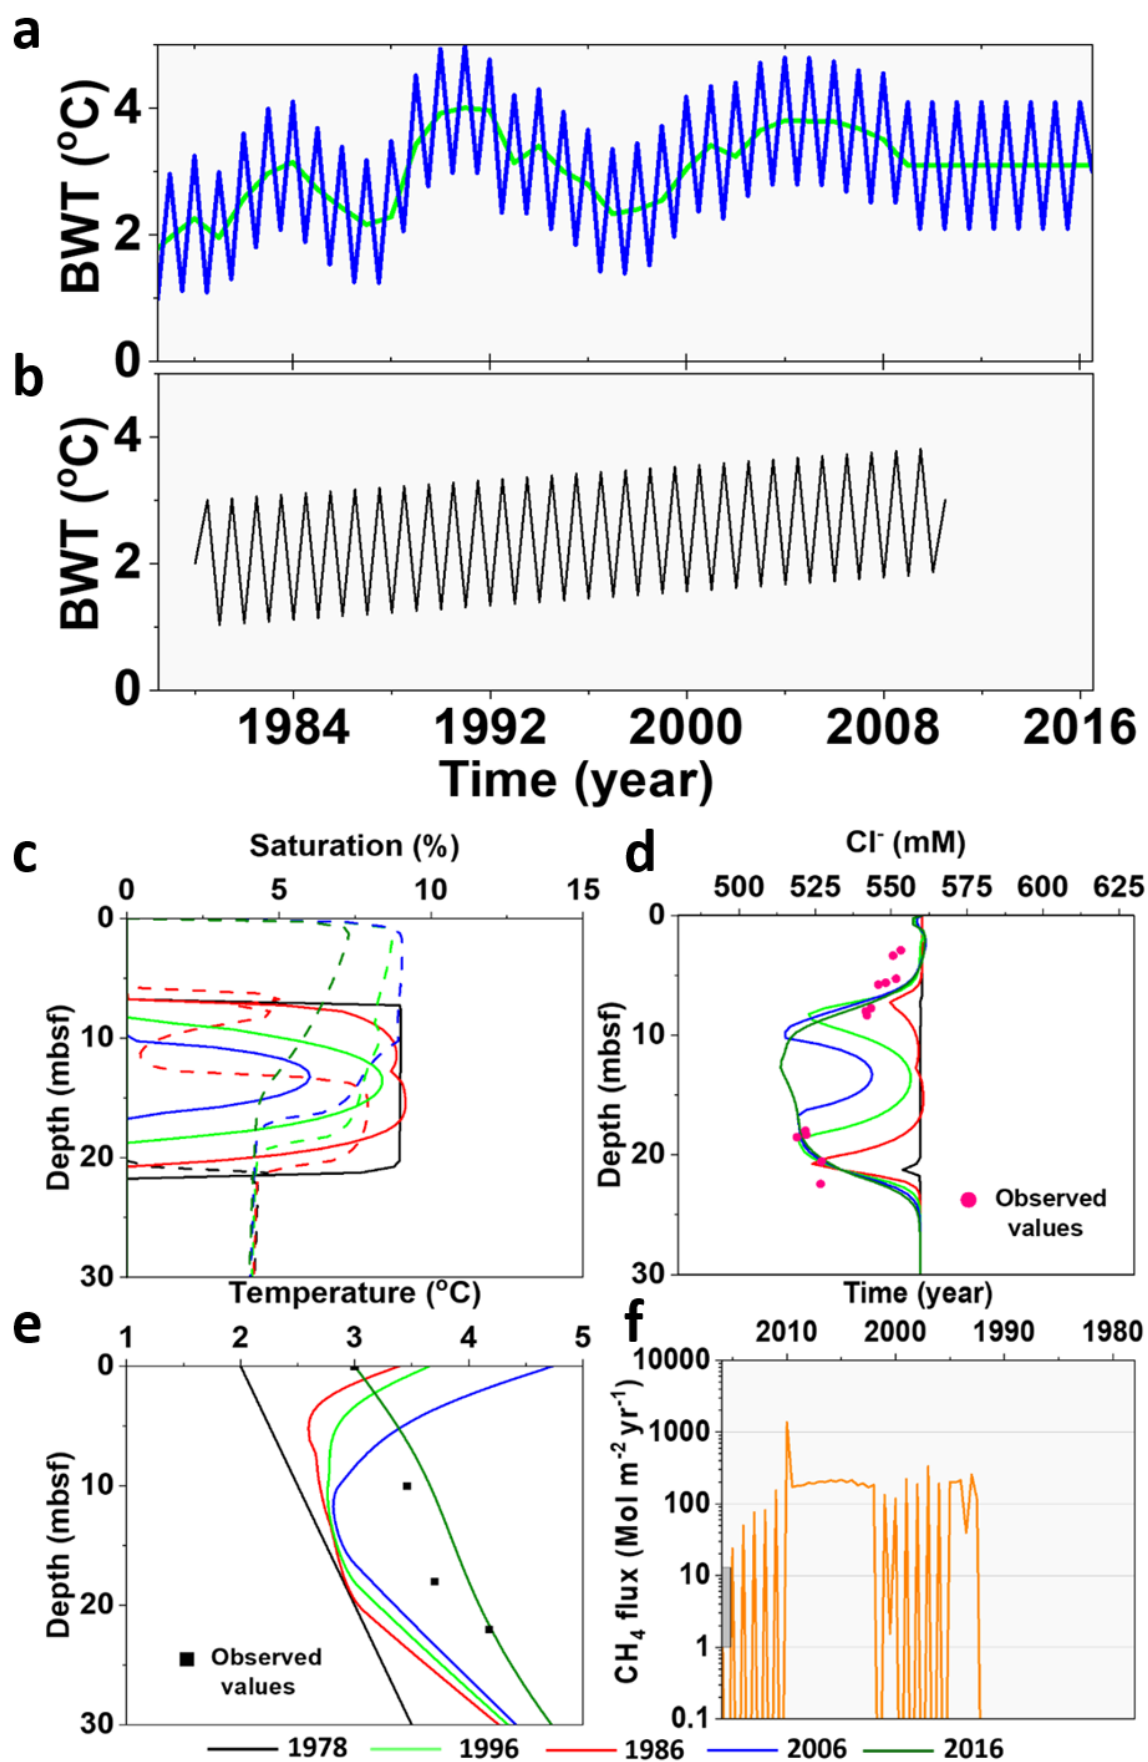 a
BWT (ºC)
4
2
0
b
BWT (ºC)
4
2
0
1984 1992 2000 2008 2016
Time (year)
c
Saturation (%)
0 5 10 15
Depth (mbsf)
0
10
20
30
d
Cl⁻ (mM)
500 525 550 575 600 625
Depth (mbsf)
0
10
20
30
Observed
values
e
Temperature (ºC)
1 2 3 4 5
Depth (mbsf)
0
10
20
30
Observed
values
f
Time (year)
2010 2000 1990 1980
CH₄ flux (Mol m⁻² yr⁻¹)
10000
1000
100
10
1
0.1
1978 1996 1986 2006 2016